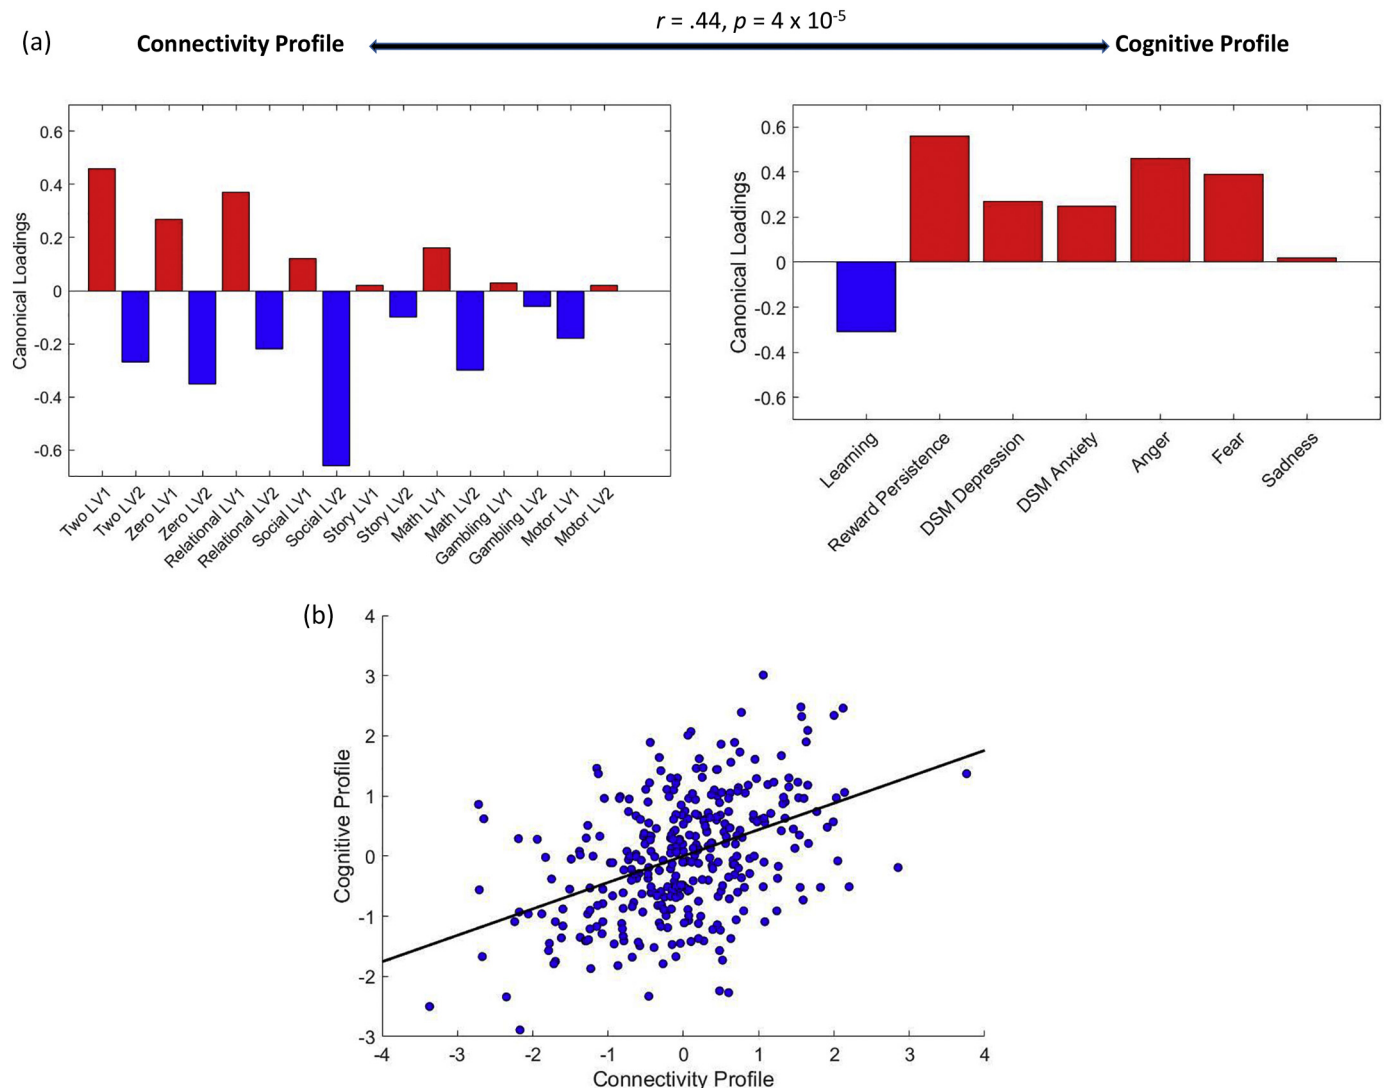 r = .44, p = 4 x 10-5
(a)
Connectivity Profile
Cognitive Profile
Canonical Loadings
0.6
0.4
0.2
0
-0.2
-0.4
-0.6
Two LV1
Two LV2
Zero LV1
Zero LV2
Relational LV1
Relational LV2
Social LV1
Social LV2
Story LV1
Story LV2
Math LV1
Math LV2
Gambling LV1
Gambling LV2
Motor LV1
Motor LV2
Canonical Loadings
0.6
0.4
0.2
0
-0.2
-0.4
-0.6
Learning
Reward Persistence
DSM Depression
DSM Anxiety
Anger
Fear
Sadness
(b)
Cognitive Profile
4
3
2
1
0
-1
-2
-3
-4 -3 -2 -1 0 1 2 3 4
Connectivity Profile